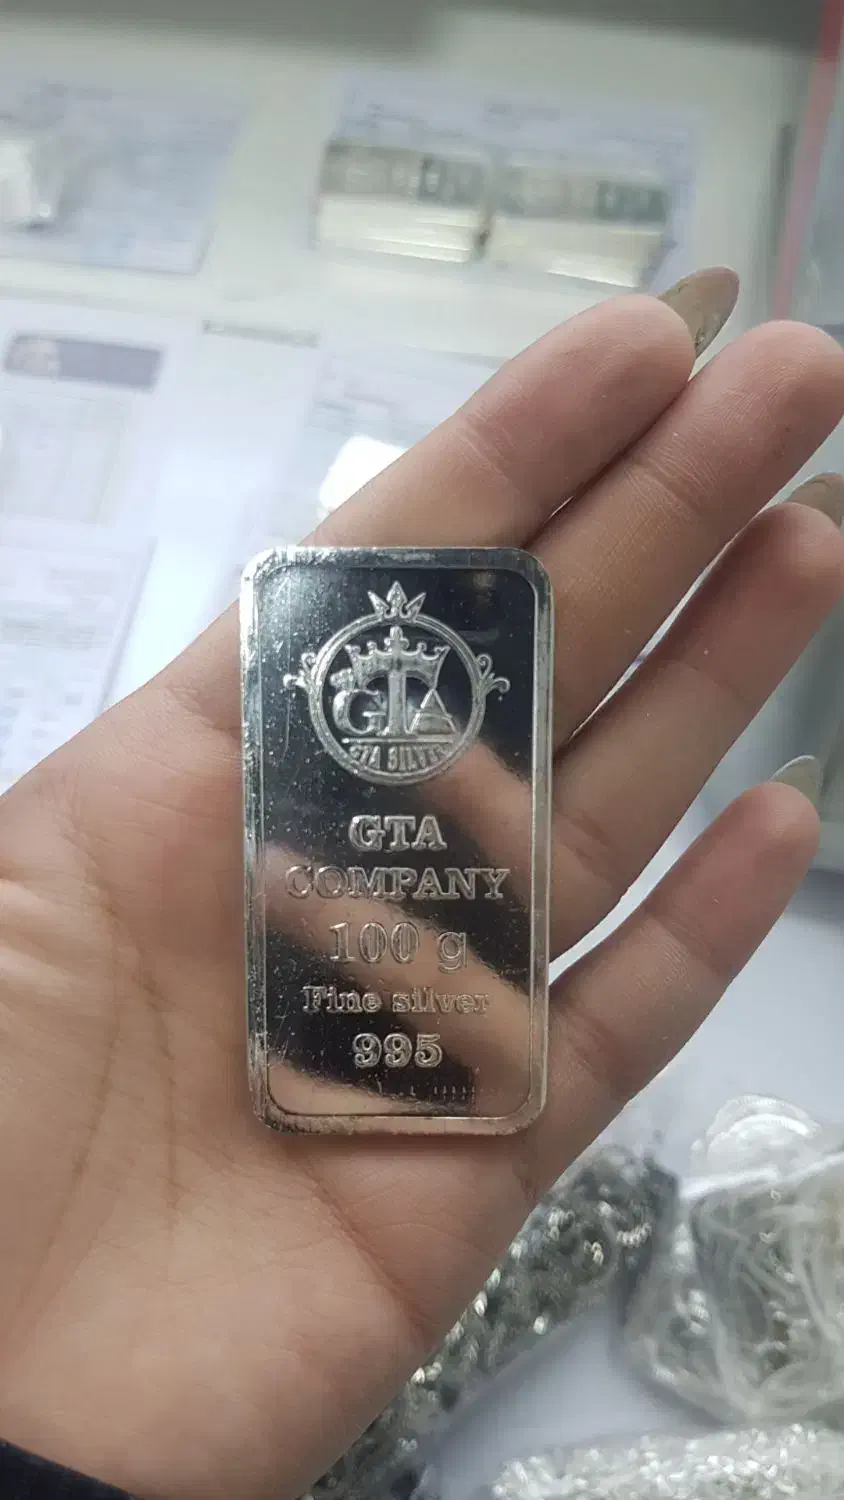 GTA
GTA SILVER
GTA
COMPANY
100 g
Fine silver
995